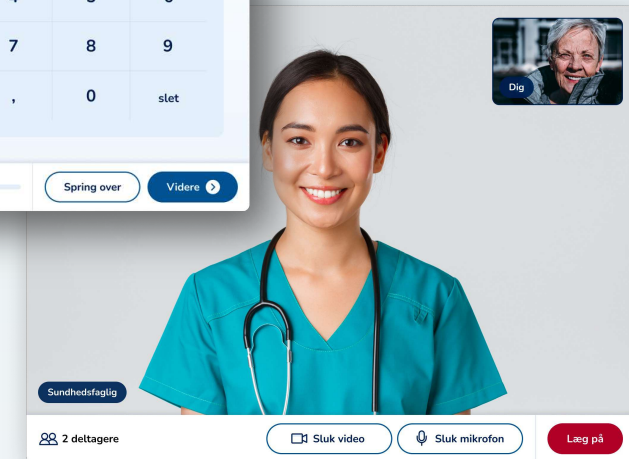 7 8 9
, 0 slet
Spring over Videre
Dig
Sundhedsfaglig
2 deltagere Sluk video Sluk mikrofon Læg på